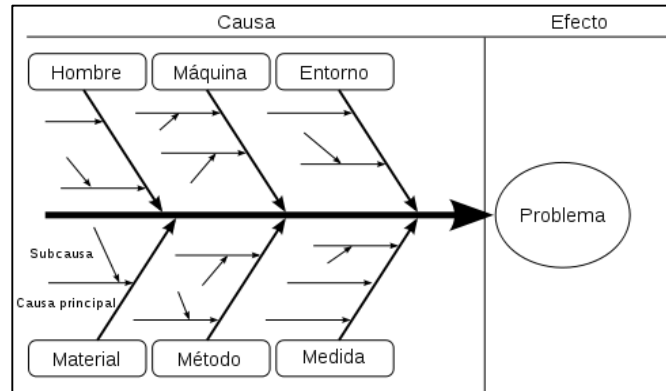 Causa
Efecto
Hombre
Máquina
Entorno
Problema
Subcausa
Causa principal
Material
Método
Medida